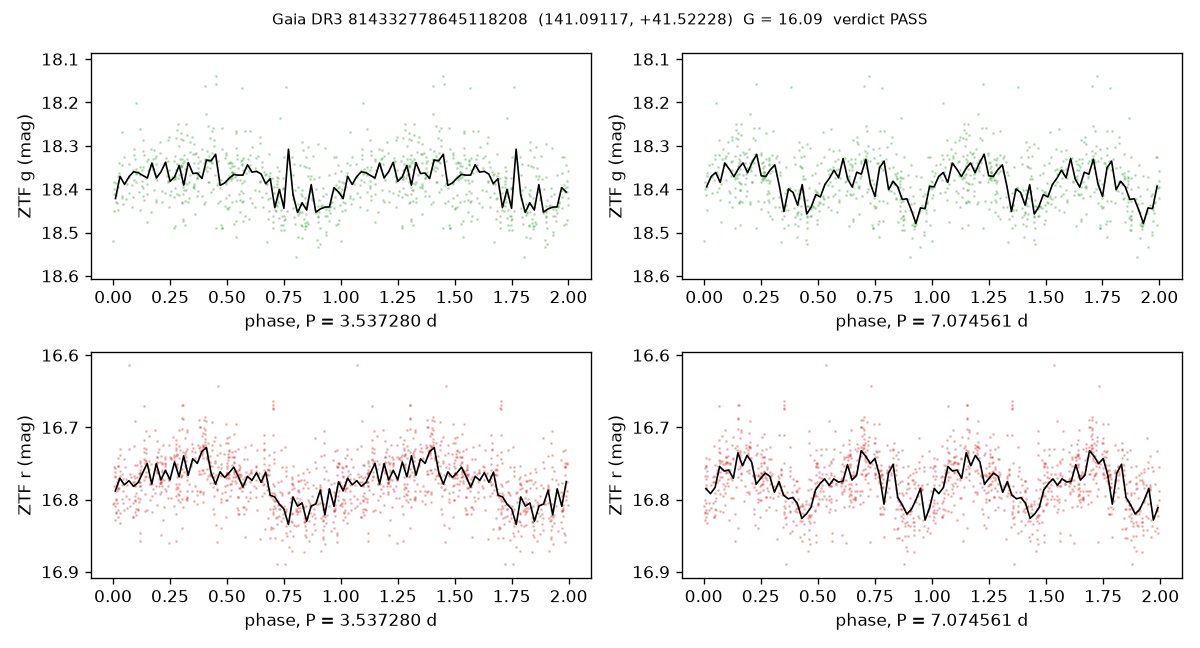 Gaia DR3 814332778645118208  (141.09117, +41.52228)  G = 16.09  verdict PASS
ZTF g (mag)
18.1
18.2
18.3
18.4
18.5
18.6
0.00 0.25 0.50 0.75 1.00 1.25 1.50 1.75 2.00
phase, P = 3.537280 d
ZTF g (mag)
18.1
18.2
18.3
18.4
18.5
18.6
0.00 0.25 0.50 0.75 1.00 1.25 1.50 1.75 2.00
phase, P = 7.074561 d
ZTF r (mag)
16.6
16.7
16.8
16.9
0.00 0.25 0.50 0.75 1.00 1.25 1.50 1.75 2.00
phase, P = 3.537280 d
ZTF r (mag)
16.6
16.7
16.8
16.9
0.00 0.25 0.50 0.75 1.00 1.25 1.50 1.75 2.00
phase, P = 7.074561 d